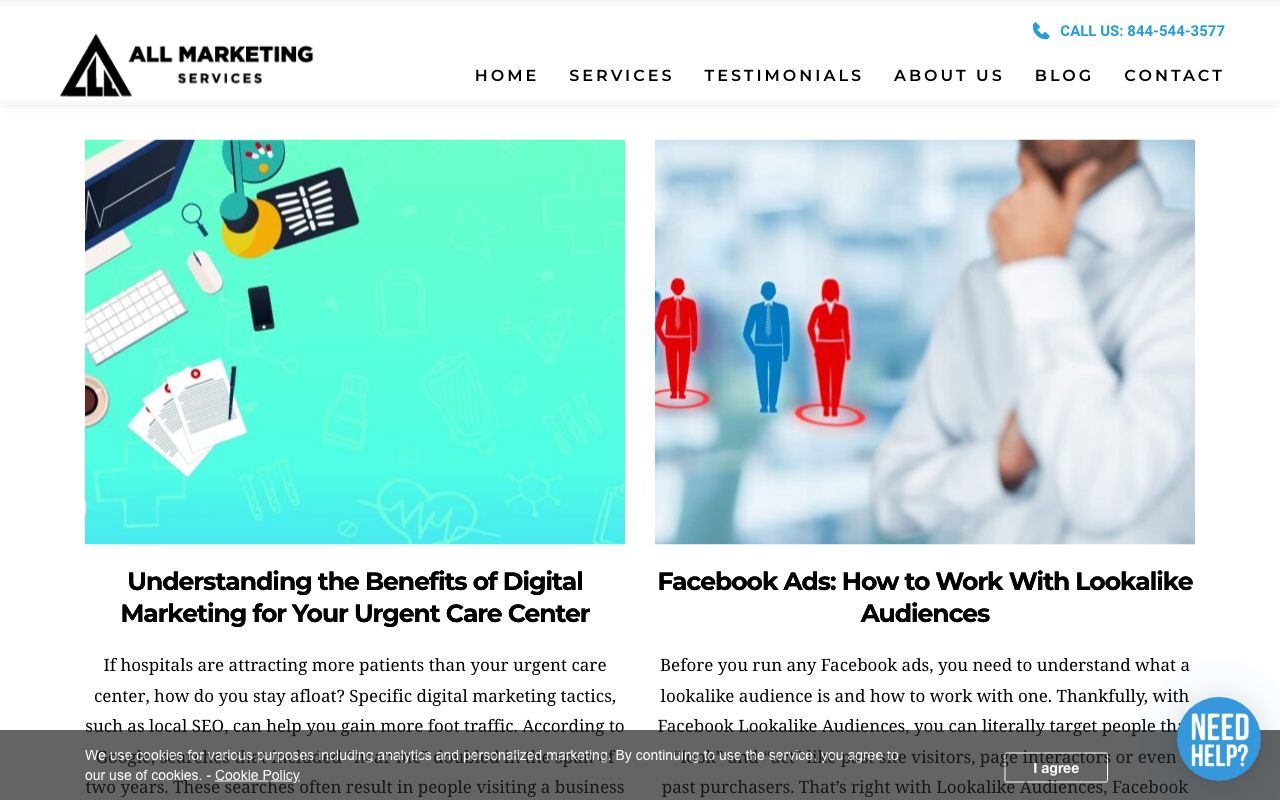 CALL US: 844-544-3577
ALL MARKETING
SERVICES
HOME SERVICES TESTIMONIALS ABOUT US BLOG CONTACT
Understanding the Benefits of Digital
Marketing for Your Urgent Care Center
If hospitals are attracting more patients than your urgent care
center, how do you stay afloat? Specific digital marketing tactics,
such as local SEO, can help you gain more foot traffic. According to
two years. These searches often result in people visiting a business
Facebook Ads: How to Work With Lookalike
Audiences
Before you run any Facebook ads, you need to understand what a
lookalike audience is and how to work with one. Thankfully, with
Facebook Lookalike Audiences, you can literally target people that
site visitors, page interactors or even
past purchasers. That's right with Lookalike Audiences, Facebook
We use cookies for various purposes including analytics and personalized marketing. By continuing to use the service, you agree to
our use of cookies. - Cookie Policy
I agree
NEED
HELP?